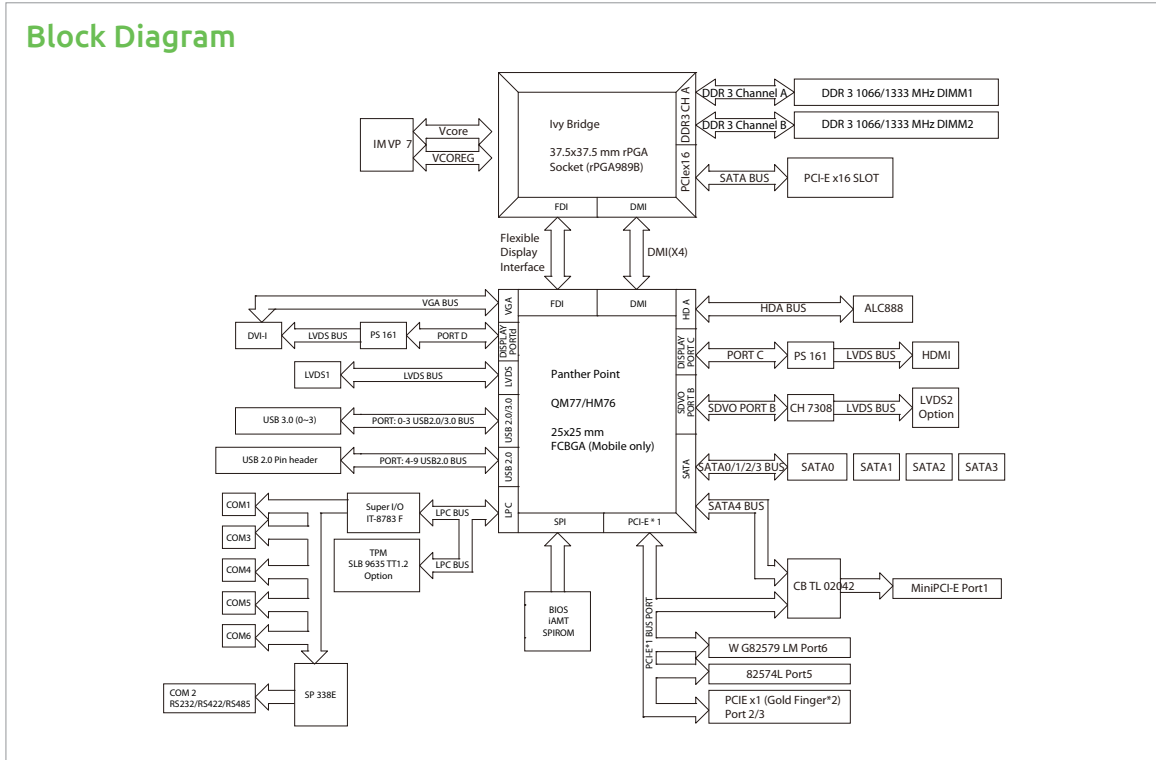 Block Diagram
Ivy Bridge
37.5x37.5 mm rPGA
Socket (rPGA989B)
FDI
DMI
DDR3 CH A
PCIex16
IM VP 7
Vcore
VCOREG
DDR 3 Channel A
DDR 3 1066/1333 MHz DIMM1
DDR 3 Channel B
DDR 3 1066/1333 MHz DIMM2
SATA BUS
PCI-E x16 SLOT
Flexible
Display
Interface
DMI(X4)
FDI
DMI
Panther Point
QM77/HM76
25x25 mm
FCBGA (Mobile only)
SPI
PCI-E * 1
VGA
DISPLAY
PORTd
LVDS
USB 2.0/3.0
USB 2.0
LPC
HD A
DISPLAY
PORT C
SDVO
PORT B
SATA
VGA BUS
DVI-I
LVDS BUS
PS 161
PORT D
LVDS1
LVDS BUS
USB 3.0 (0~3)
PORT: 0-3 USB2.0/3.0 BUS
USB 2.0 Pin header
PORT: 4-9 USB2.0 BUS
COM1
COM3
COM4
COM5
COM6
Super I/O
IT-8783 F
LPC BUS
TPM
SLB 9635 TT1.2
Option
LPC BUS
COM 2
RS232/RS422/RS485
SP 338E
BIOS
iAMT
SPIROM
HDA BUS
ALC888
PORT C
PS 161
LVDS BUS
HDMI
SDVO PORT B
CH 7308
LVDS BUS
LVDS2
Option
SATA0/1/2/3 BUS
SATA0
SATA1
SATA2
SATA3
SATA4 BUS
CB TL 02042
MiniPCI-E Port1
PCI-E*1 BUS PORT
W G82579 LM Port6
82574L Port5
PCIE x1 (Gold Finger*2)
Port 2/3